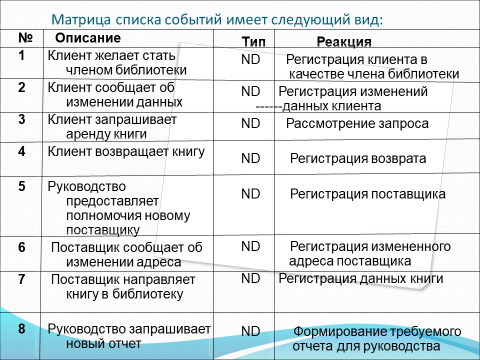 Матрица списка событий имеет следующий вид:
№ Описание Тип Реакция
1 Клиент желает стать ND Регистрация клиента в
членом библиотеки качестве члена библиотеки
2 Клиент сообщает об ND Регистрация изменений
изменении данных ------данных клиента
3 Клиент запрашивает ND Рассмотрение запроса
аренду книги
4 Клиент возвращает книгу ND Регистрация возврата
5 Руководство ND Регистрация поставщика
предоставляет
полномочия новому
поставщику
6 Поставщик сообщает об ND Регистрация измененного
изменении адреса адреса поставщика
7 Поставщик направляет ND Регистрация данных книги
книгу в библиотеку
8 Руководство запрашивает ND Формирование требуемого
новый отчет отчета для руководства